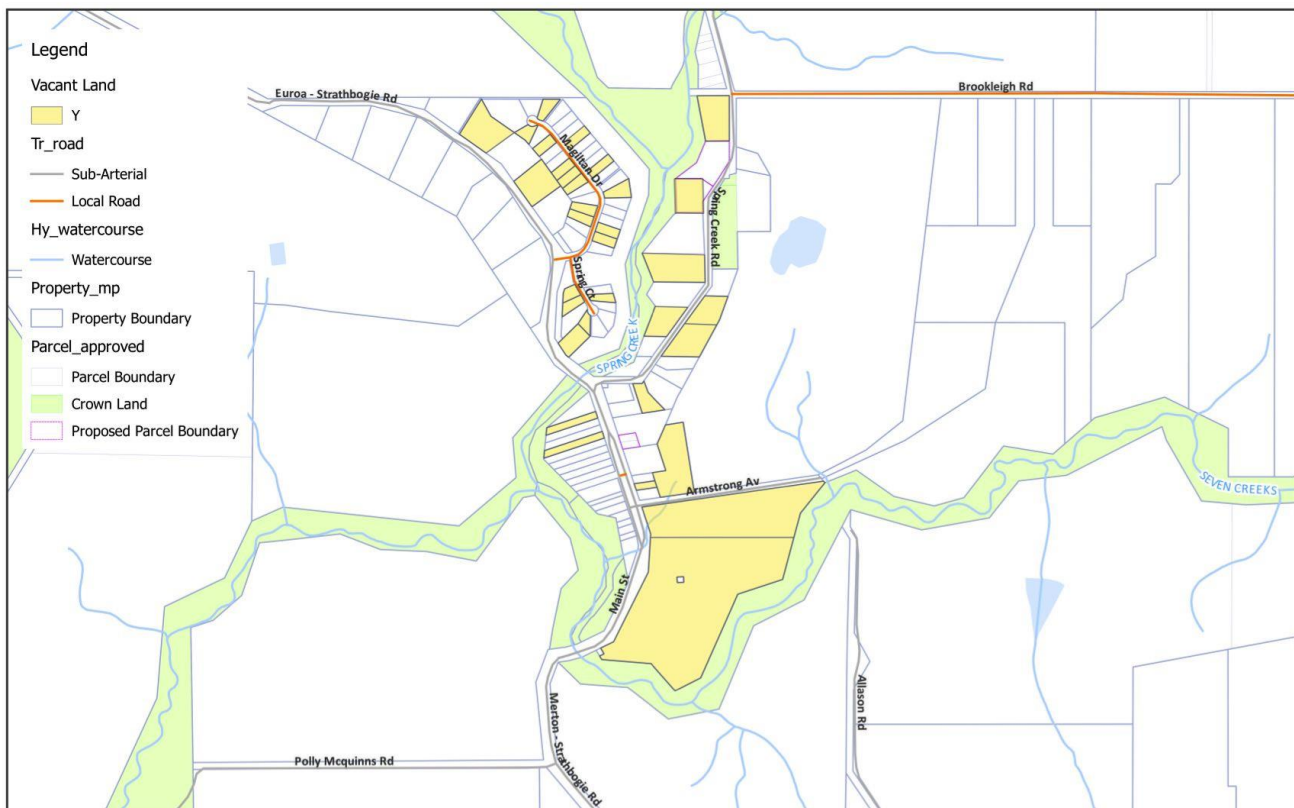 Legend
Vacant Land
Y
Tr_road
Sub-Arterial
Local Road
Hy_watercourse
Watercourse
Property_mp
Property Boundary
Parcel_approved
Parcel Boundary
Crown Land
Proposed Parcel Boundary
Euroa - Strathbogie Rd
Brookleigh Rd
Magiltan Dr
Spring Creek Rd
Spring Ct
SPRING CREEK
Armstrong Av
SEVEN CREEKS
Main St
Allason Rd
Merton - Strathbogie Rd
Polly Mcquinns Rd